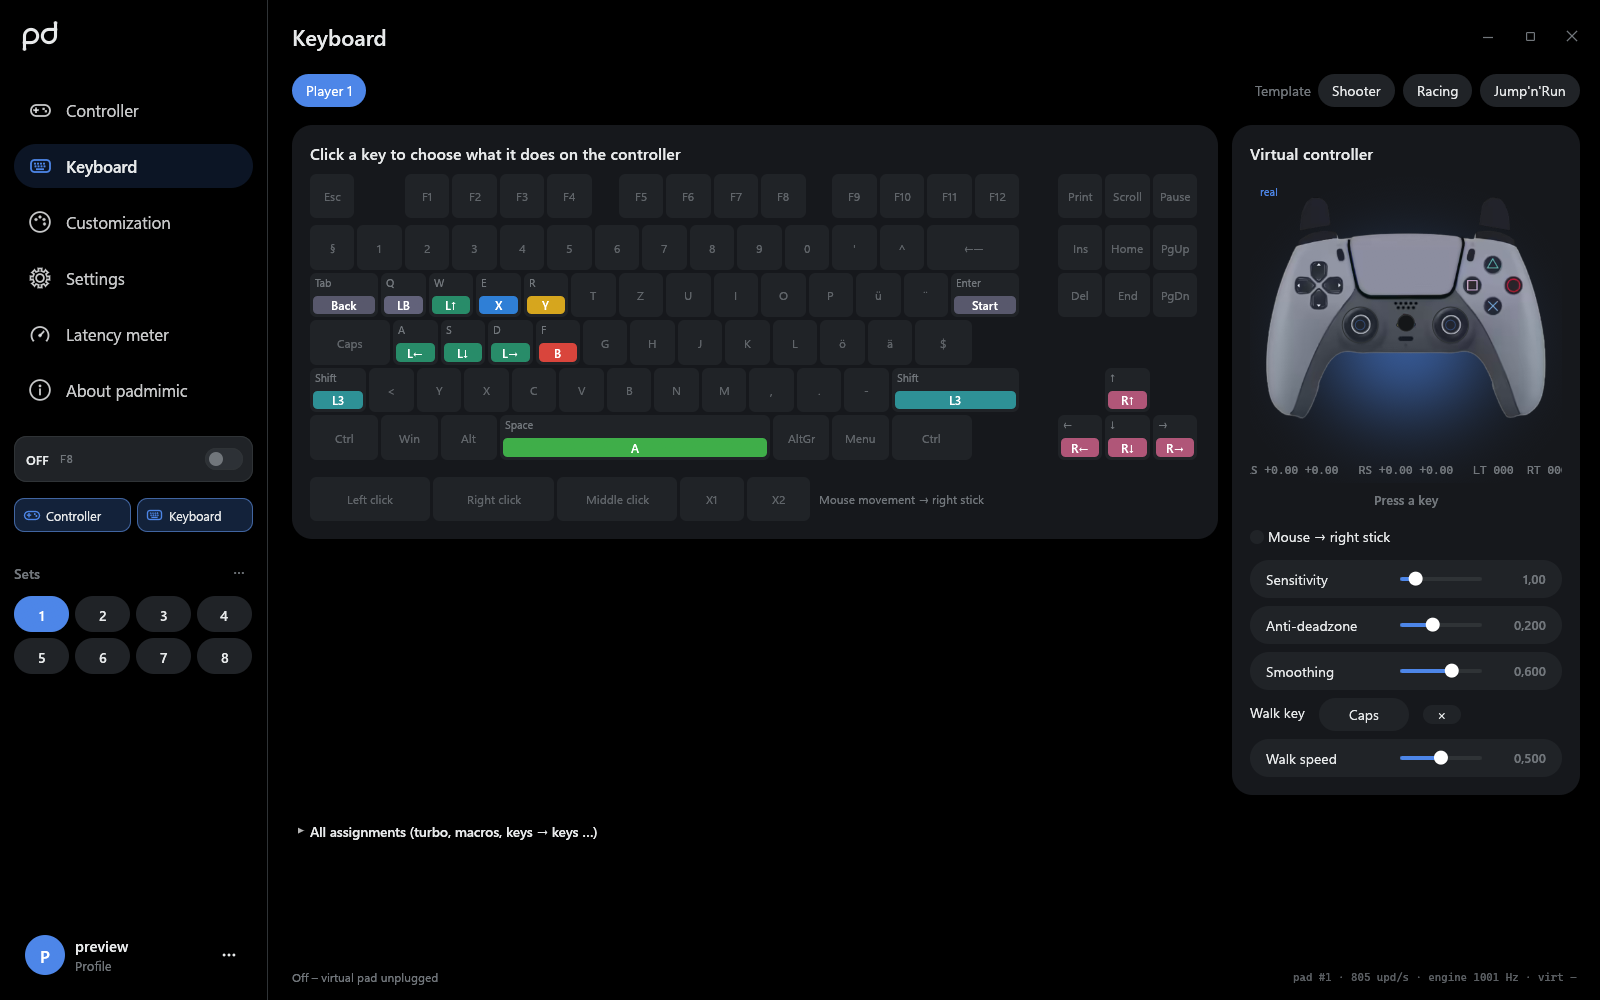 pd
Keyboard
Controller
Keyboard
Customization
Settings
Latency meter
About padmimic
OFF F8
Controller Keyboard
Sets ...
1 2 3 4
5 6 7 8
P preview
Profile
...
Player 1
Template Shooter Racing Jump'n'Run
Click a key to choose what it does on the controller
Esc F1 F2 F3 F4 F5 F6 F7 F8 F9 F10 F11 F12 Print Scroll Pause
§ 1 2 3 4 5 6 7 8 9 0 ' ^ ←— Ins Home PgUp
Tab Q W E R T Z U I O P ü ¨ Enter Del End PgDn
Back LB L↑ X Y Start
Caps A S D F G H J K L ö ä $
L← L↓ L→ B
Shift < Y X C V B N M , . - Shift ↑
L3 L3 R↑
Ctrl Win Alt Space AltGr Menu Ctrl ← ↓ →
A R← R↓ R→
Left click Right click Middle click X1 X2 Mouse movement → right stick
Virtual controller
real
S +0.00 +0.00 RS +0.00 +0.00 LT 000 RT 00
Press a key
Mouse → right stick
Sensitivity 1,00
Anti-deadzone 0,200
Smoothing 0,600
Walk key Caps ×
Walk speed 0,500
▸ All assignments (turbo, macros, keys → keys ...)
Off – virtual pad unplugged
pad #1 · 805 upd/s · engine 1001 Hz · virt —